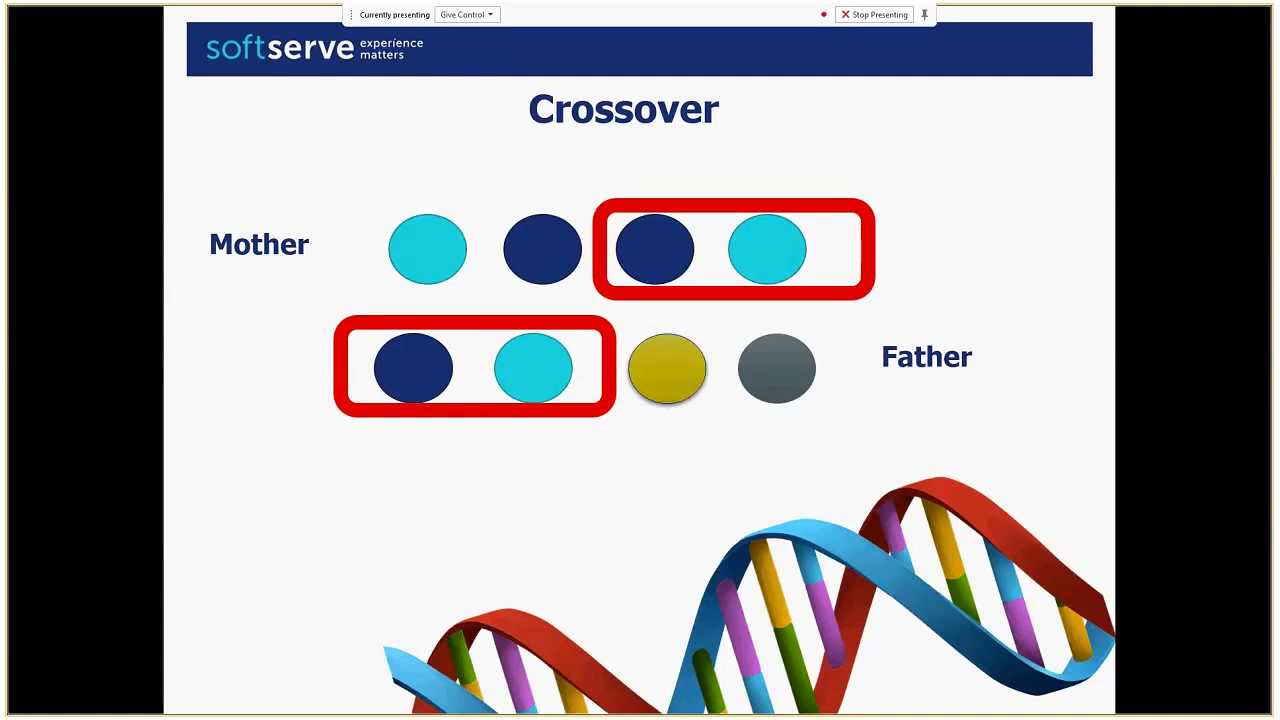 Currently presenting Give Control Stop Presenting
softserve experience
matters
Crossover
Mother
Father